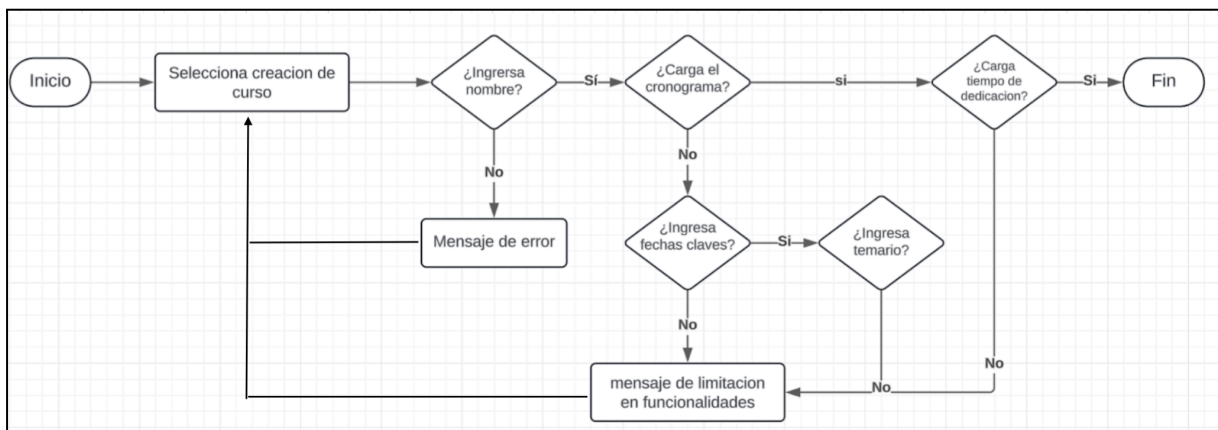 Inicio
Selecciona creacion de
curso
¿Ingrersa
nombre?
Sí
¿Carga el
cronograma?
si
¿Carga
tiempo de
dedicacion?
Si
Fin
No
No
Mensaje de error
¿Ingresa
fechas claves?
Si
¿Ingresa
temario?
No
No
mensaje de limitacion
en funcionalidades
No